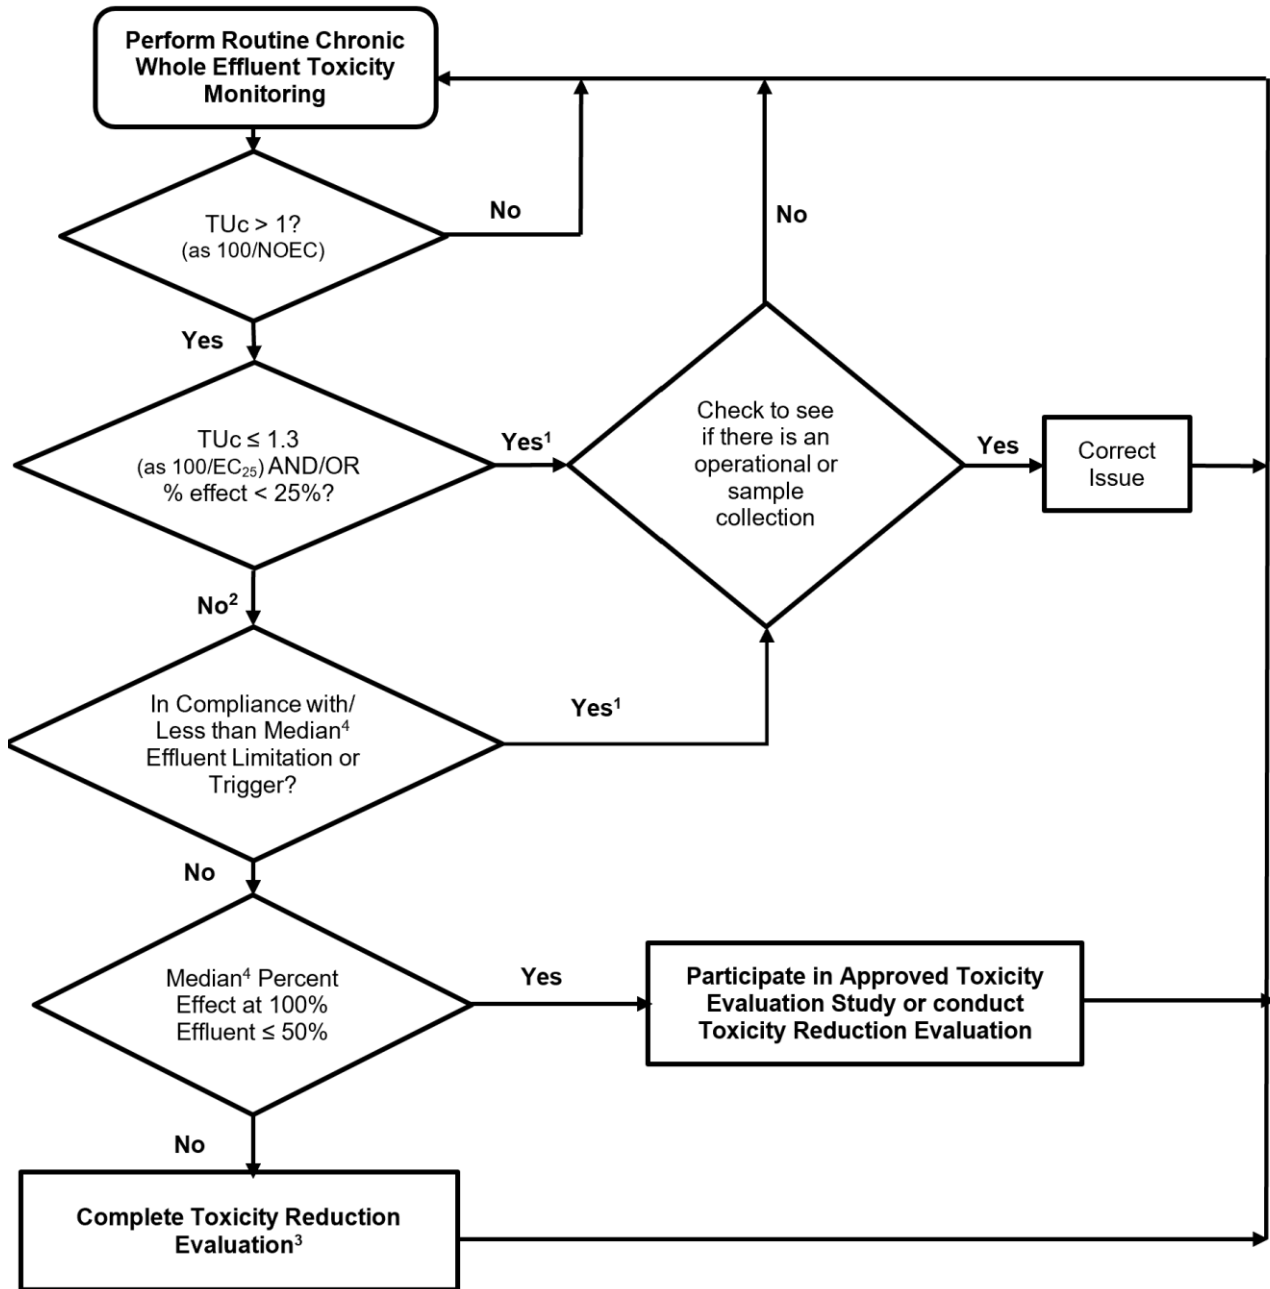 Perform Routine Chronic
Whole Effluent Toxicity
Monitoring
TUc > 1?
(as 100/NOEC)
No
No
Yes
TUc ≤ 1.3
(as 100/EC₂₅) AND/OR
% effect < 25%?
Yes¹
Check to see
if there is an
operational or
sample
collection
Yes
Correct
Issue
No²
In Compliance with/
Less than Median⁴
Effluent Limitation or
Trigger?
Yes¹
No
Median⁴ Percent
Effect at 100%
Effluent ≤ 50%
Yes
Participate in Approved Toxicity
Evaluation Study or conduct
Toxicity Reduction Evaluation
No
Complete Toxicity Reduction
Evaluation³